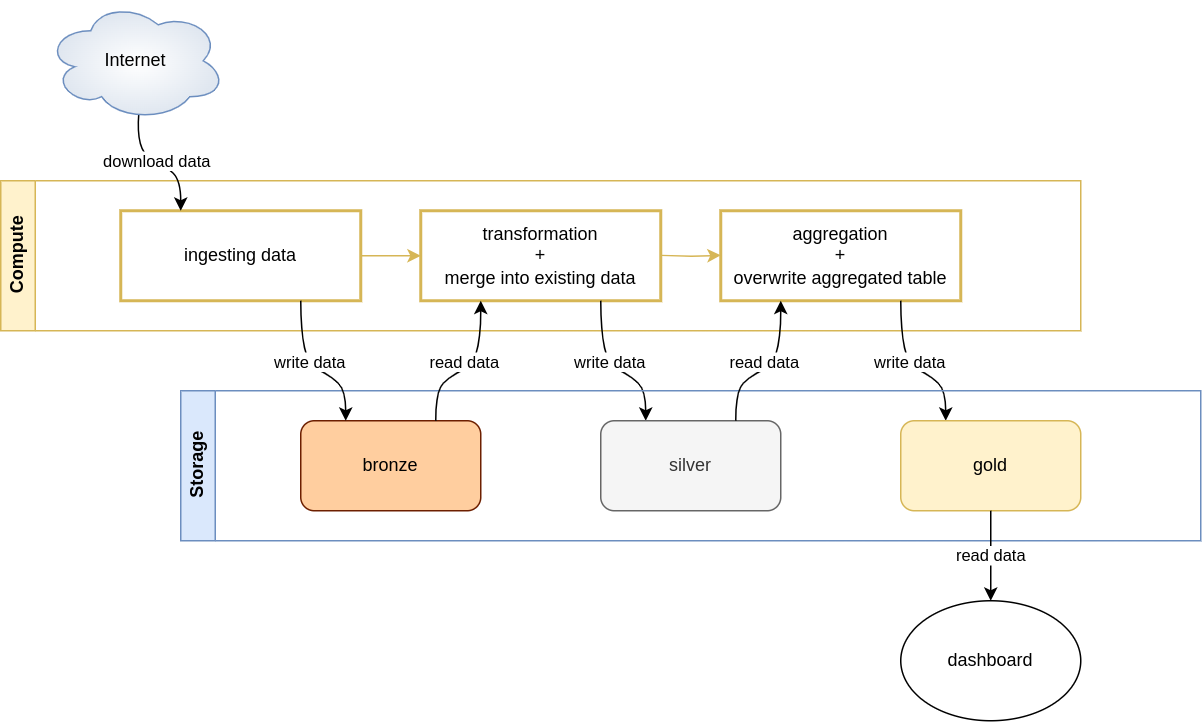 Internet
download data
Compute
ingesting data
transformation
+
merge into existing data
aggregation
+
overwrite aggregated table
write data
read data
write data
read data
write data
Storage
bronze
silver
gold
read data
dashboard